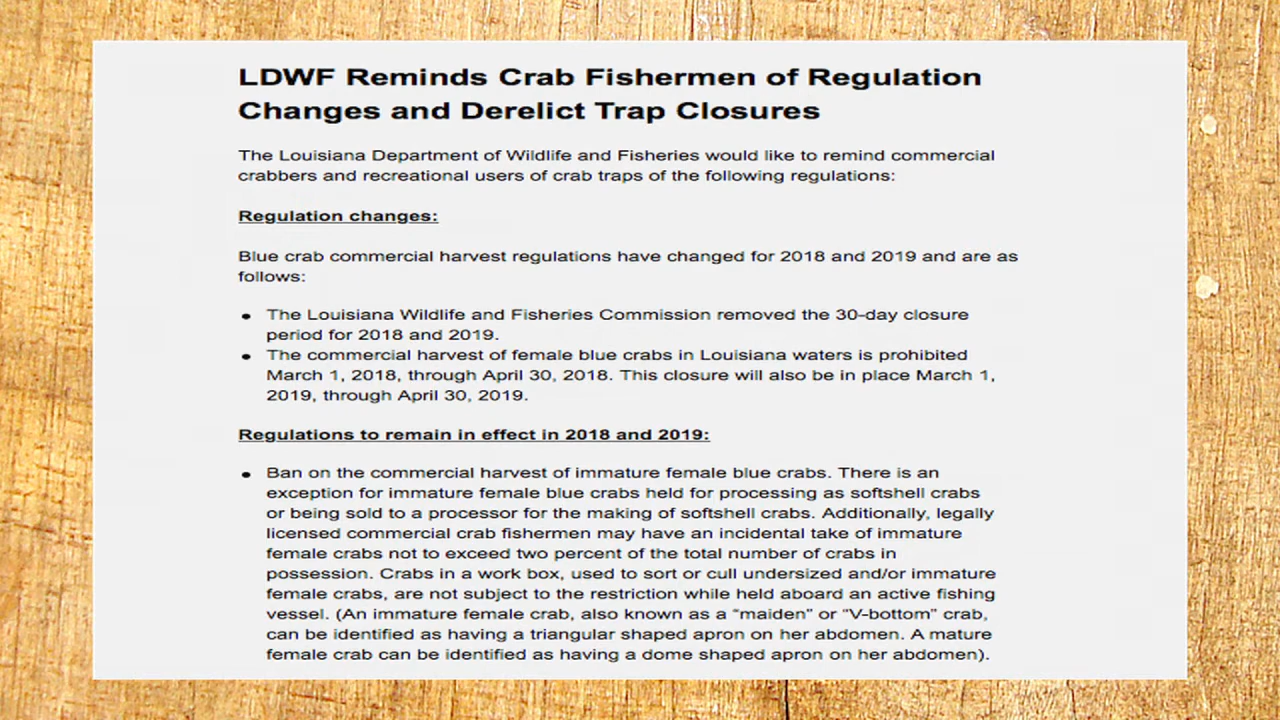 LDWF Reminds Crab Fishermen of Regulation
Changes and Derelict Trap Closures
The Louisiana Department of Wildlife and Fisheries would like to remind commercial
crabbers and recreational users of crab traps of the following regulations:
Regulation changes:
Blue crab commercial harvest regulations have changed for 2018 and 2019 and are as
follows:
• The Louisiana Wildlife and Fisheries Commission removed the 30-day closure
period for 2018 and 2019.
• The commercial harvest of female blue crabs in Louisiana waters is prohibited
March 1, 2018, through April 30, 2018. This closure will also be in place March 1,
2019, through April 30, 2019.
Regulations to remain in effect in 2018 and 2019:
• Ban on the commercial harvest of immature female blue crabs. There is an
exception for immature female blue crabs held for processing as softshell crabs
or being sold to a processor for the making of softshell crabs. Additionally, legally
licensed commercial crab fishermen may have an incidental take of immature
female crabs not to exceed two percent of the total number of crabs in
possession. Crabs in a work box, used to sort or cull undersized and/or immature
female crabs, are not subject to the restriction while held aboard an active fishing
vessel. (An immature female crab, also known as a “maiden” or “V-bottom” crab,
can be identified as having a triangular shaped apron on her abdomen. A mature
female crab can be identified as having a dome shaped apron on her abdomen).